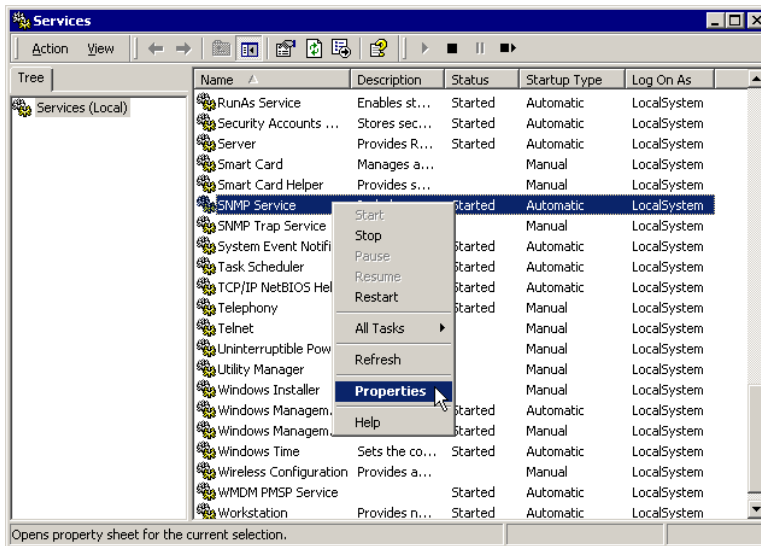 Services
Action View
Tree
Services (Local)
Name Description Status Startup Type Log On As
RunAs Service Enables st... Started Automatic LocalSystem
Security Accounts ... Stores sec... Started Automatic LocalSystem
Server Provides R... Started Automatic LocalSystem
Smart Card Manages a... Manual LocalSystem
Smart Card Helper Provides s... Manual LocalSystem
SNMP Service Started Automatic LocalSystem
SNMP Trap Service Manual LocalSystem
System Event Notifi Started Automatic LocalSystem
Task Scheduler Started Automatic LocalSystem
TCP/IP NetBIOS Hel Started Automatic LocalSystem
Telephony Started Manual LocalSystem
Telnet Manual LocalSystem
Uninterruptible Pow Manual LocalSystem
Utility Manager Manual LocalSystem
Windows Installer Manual LocalSystem
Windows Managem. Started Automatic LocalSystem
Windows Managem. Started Manual LocalSystem
Windows Time Sets the co... Started Automatic LocalSystem
Wireless Configuration Provides a... Manual LocalSystem
WMDM PMSP Service Started Automatic LocalSystem
Workstation Provides n... Started Automatic LocalSystem
Start
Stop
Pause
Resume
Restart
All Tasks
Refresh
Properties
Help
Opens property sheet for the current selection.